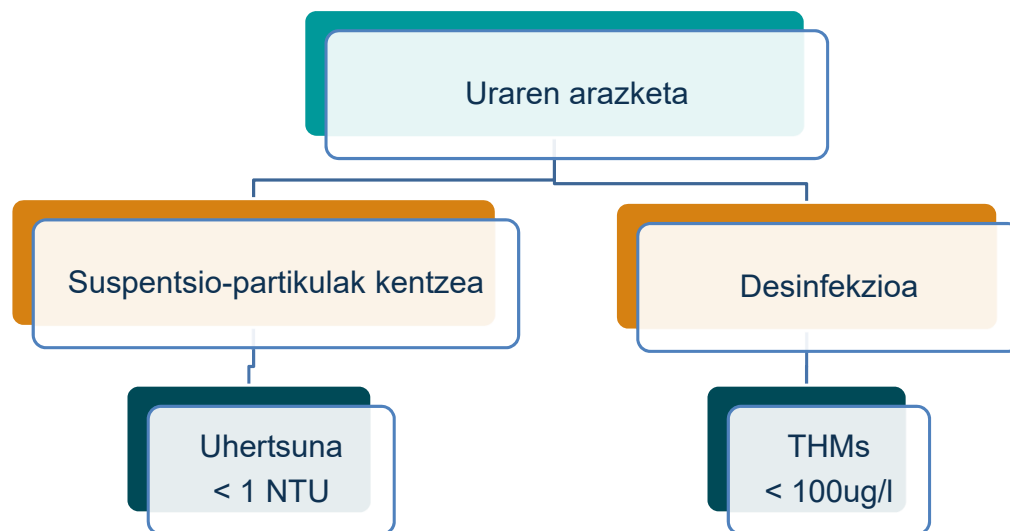 Uraren arazketa
Suspentsio-partikulak kentzea
Desinfekzioa
Uhertsuna
< 1 NTU
THMs
< 100ug/l